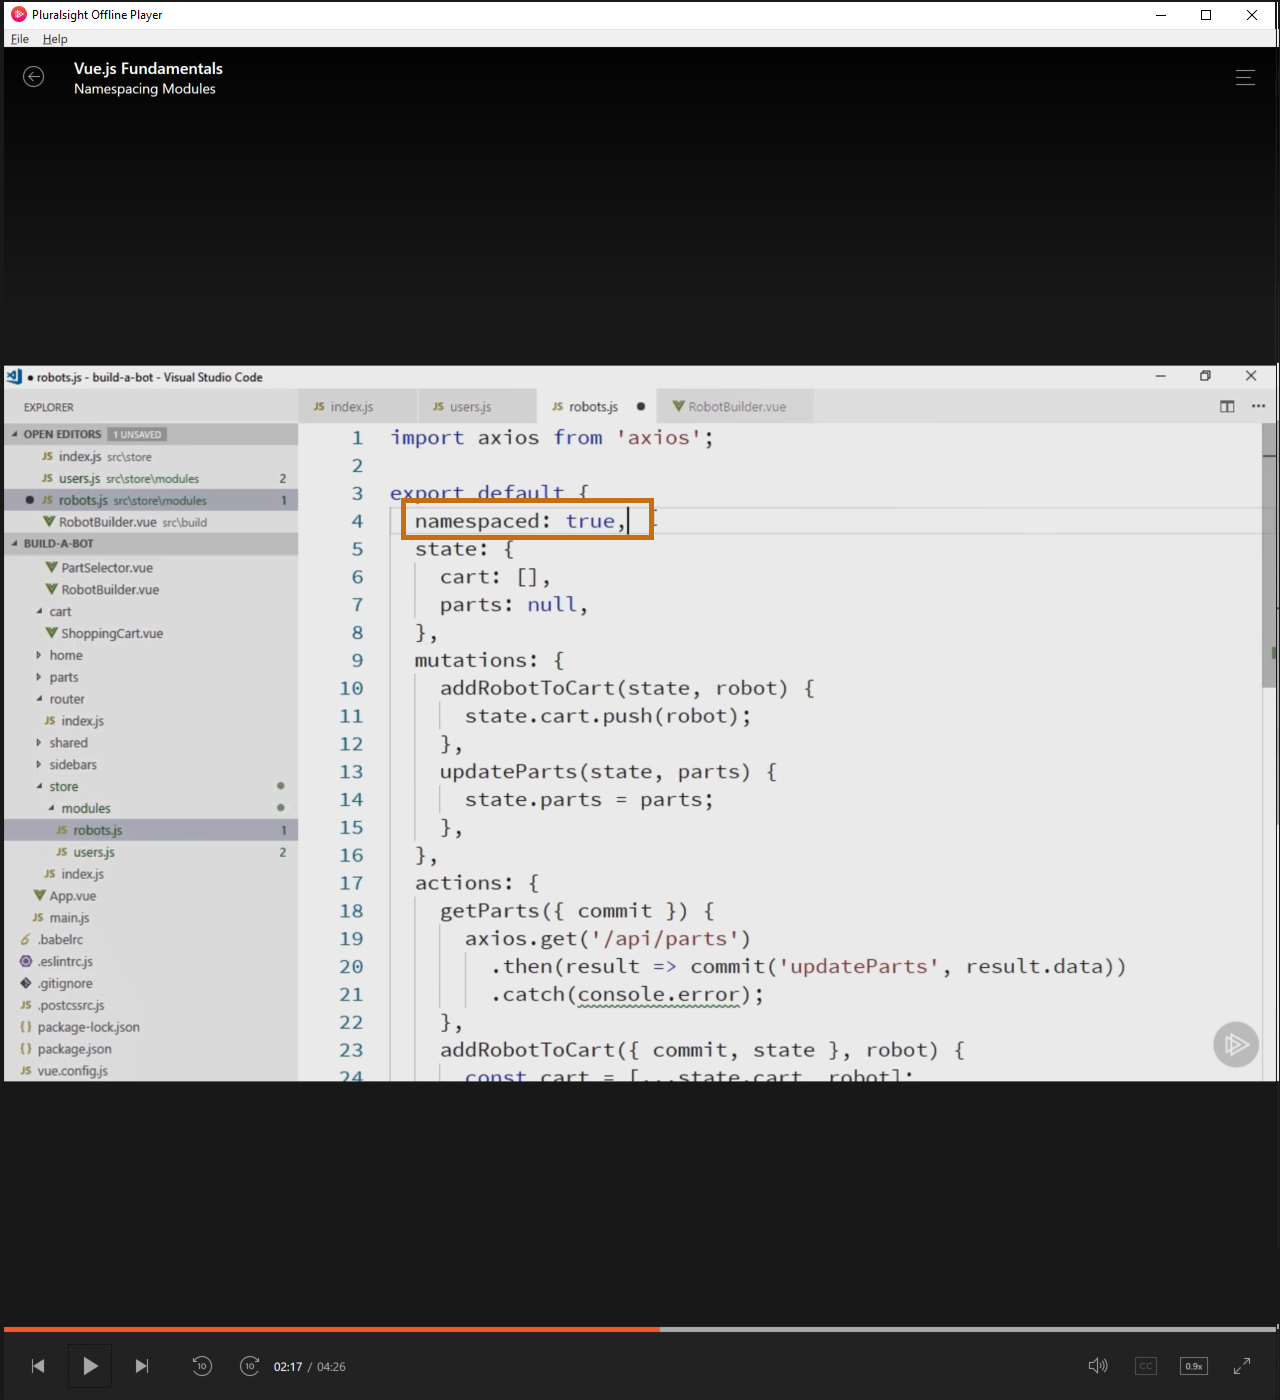 Pluralsight Offline Player
File Help
Vue.js Fundamentals
Namespacing Modules
robots.js - build-a-bot - Visual Studio Code
EXPLORER
JS index.js JS users.js JS robots.js RobotBuilder.vue
OPEN EDITORS 1 UNSAVED
JS index.js src\store
JS users.js src\store\modules 2
JS robots.js src\store\modules 1
RobotBuilder.vue src\build
BUILD-A-BOT
PartSelector.vue
RobotBuilder.vue
cart
ShoppingCart.vue
home
parts
router
JS index.js
shared
sidebars
store
modules
JS robots.js 1
JS users.js 2
JS index.js
App.vue
JS main.js
.babelrc
.eslintrc.js
.gitignore
JS .postcssrc.js
{} package-lock.json
{} package.json
JS vue.config.js
1 import axios from 'axios';
2
3 export default {
4 namespaced: true,
5 state: {
6 cart: [],
7 parts: null,
8 },
9 mutations: {
10 addRobotToCart(state, robot) {
11 state.cart.push(robot);
12 },
13 updateParts(state, parts) {
14 state.parts = parts;
15 },
16 },
17 actions: {
18 getParts({ commit }) {
19 axios.get('/api/parts')
20 .then(result => commit('updateParts', result.data))
21 .catch(console.error);
22 },
23 addRobotToCart({ commit, state }, robot) {
24 const cart = [...state.cart, robot];
10 10 02:17 / 04:26 CC 0.9x